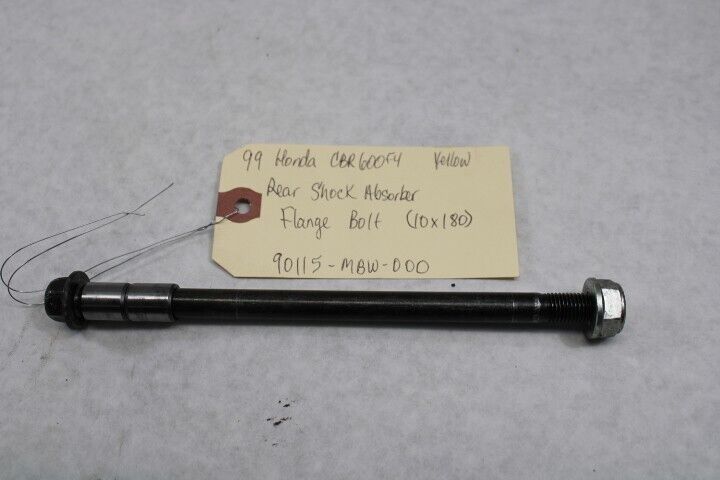 99 Honda CBR600F4 Yellow
Rear Shock Absorber
Flange Bolt (10x180)
90115-MBW-000